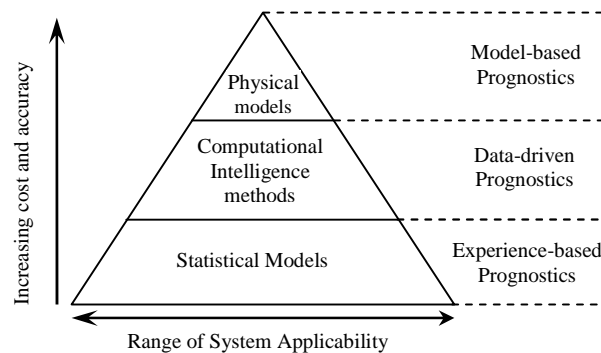 Increasing cost and accuracy
Physical
models
Model-based
Prognostics
Computational
Intelligence
methods
Data-driven
Prognostics
Statistical Models
Experience-based
Prognostics
Range of System Applicability